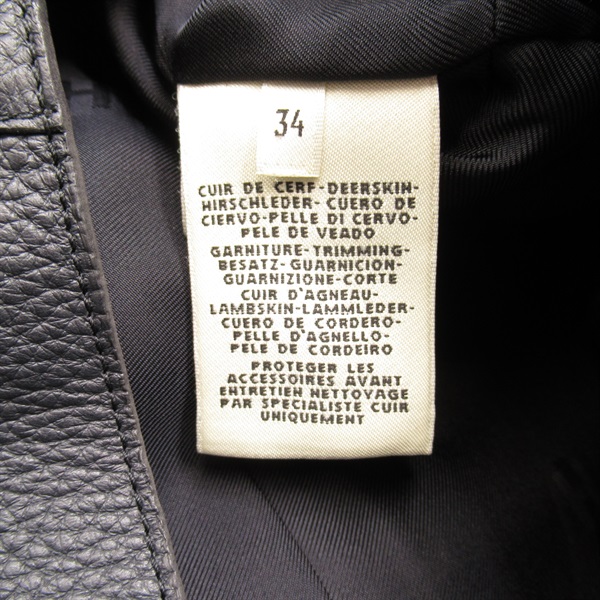 34
CUIR DE CERF-DEERSKIN-
HIRSCHLEDER- CUERO DE
CIERVO-PELLE DI CERVO-
PELE DE VEADO
GARNITURE-TRIMMING-
BESATZ-GUARNICION-
GUARNIZIONE-CORTE
CUIR D'AGNEAU-
LAMBSKIN-LAMMLEDER-
CUERO DE CORDERO-
PELLE D'AGNELLO-
PELE DE CORDEIRO
PROTEGER LES
ACCESSOIRES AVANT
ENTRETIEN NETTOYAGE
PAR SPECIALISTE CUIR
UNIQUEMENT